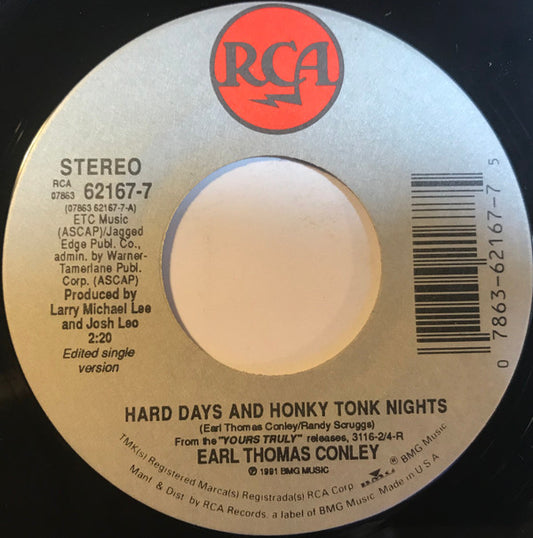 RCA
STEREO
RCA
07863 62167-7
(07863 62167-7-A)
ETC Music
(ASCAP)/Jagged
Edge Publ. Co.,
admin. by Warner-
Tamerlane Publ.
Corp. (ASCAP)
Produced by
Larry Michael Lee
and Josh Leo
2:20
Edited single
version
0 7863-62167-7 5
HARD DAYS AND HONKY TONK NIGHTS
(Earl Thomas Conley/Randy Scruggs)
From the "YOURS TRULY" releases, 3116-2/4-R
EARL THOMAS CONLEY
℗ 1991 BMG MUSIC
TMK(s) Registered Marca(s) Registrada(s) RCA Corp. BMG ® BMG Music
Manf. & Dist. by RCA Records, a label of BMG Music. Made in U.S.A